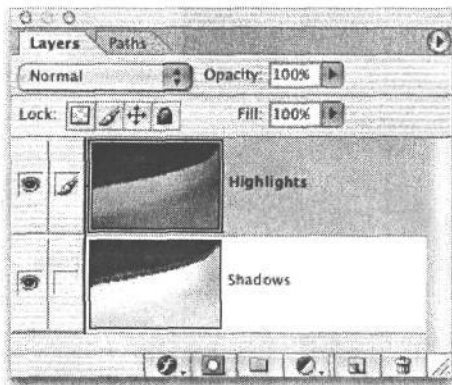 Layers Paths
Normal Opacity: 100%
Lock: Fill: 100%
Highlights
Shadows